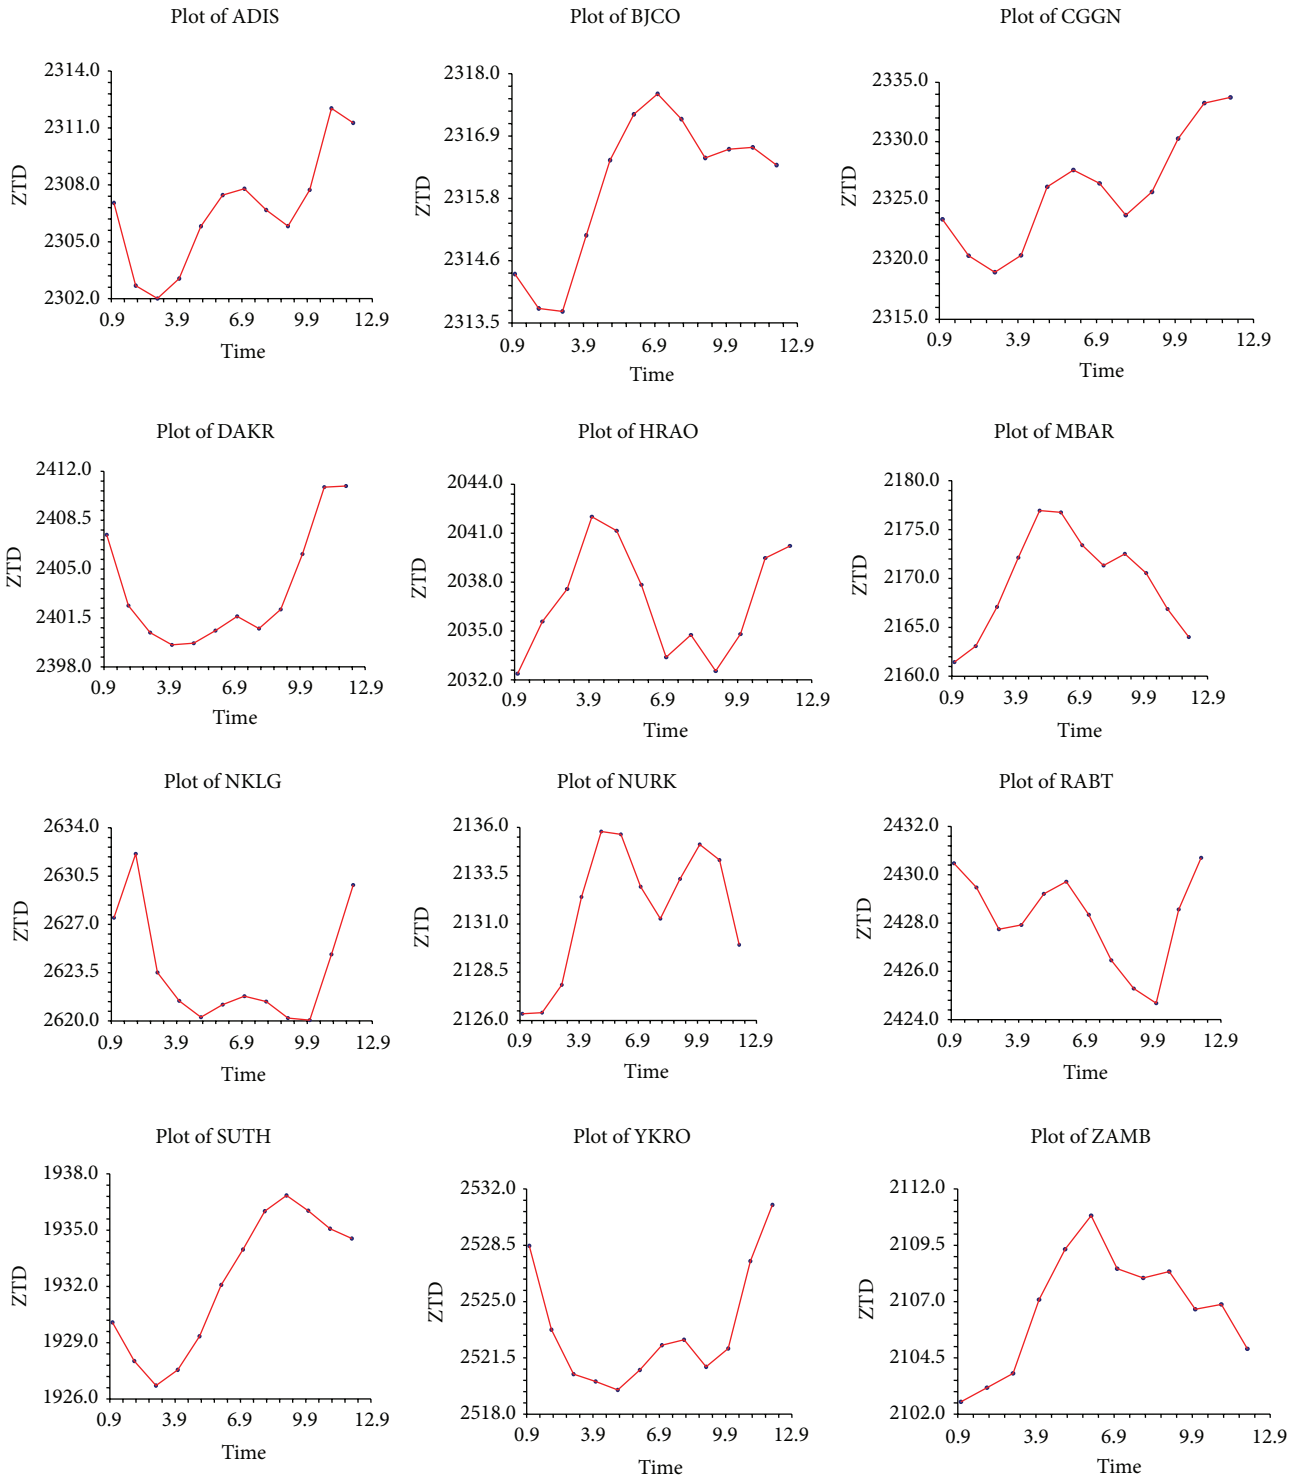 Plot of ADIS
2314.0
2311.0
2308.0
2305.0
2302.0
ZTD
0.9 3.9 6.9 9.9 12.9
Time
Plot of BJCO
2318.0
2316.9
2315.8
2314.6
2313.5
ZTD
0.9 3.9 6.9 9.9 12.9
Time
Plot of CGGN
2335.0
2330.0
2325.0
2320.0
2315.0
ZTD
0.9 3.9 6.9 9.9 12.9
Time
Plot of DAKR
2412.0
2408.5
2405.0
2401.5
2398.0
ZTD
0.9 3.9 6.9 9.9 12.9
Time
Plot of HRAO
2044.0
2041.0
2038.0
2035.0
2032.0
ZTD
0.9 3.9 6.9 9.9 12.9
Time
Plot of MBAR
2180.0
2175.0
2170.0
2165.0
2160.0
ZTD
0.9 3.9 6.9 9.9 12.9
Time
Plot of NKLG
2634.0
2630.5
2627.0
2623.5
2620.0
ZTD
0.9 3.9 6.9 9.9 12.9
Time
Plot of NURK
2136.0
2133.5
2131.0
2128.5
2126.0
ZTD
0.9 3.9 6.9 9.9 12.9
Time
Plot of RABT
2432.0
2430.0
2428.0
2426.0
2424.0
ZTD
0.9 3.9 6.9 9.9 12.9
Time
Plot of SUTH
1938.0
1935.0
1932.0
1929.0
1926.0
ZTD
0.9 3.9 6.9 9.9 12.9
Time
Plot of YKRO
2532.0
2528.5
2525.0
2521.5
2518.0
ZTD
0.9 3.9 6.9 9.9 12.9
Time
Plot of ZAMB
2112.0
2109.5
2107.0
2104.5
2102.0
ZTD
0.9 3.9 6.9 9.9 12.9
Time